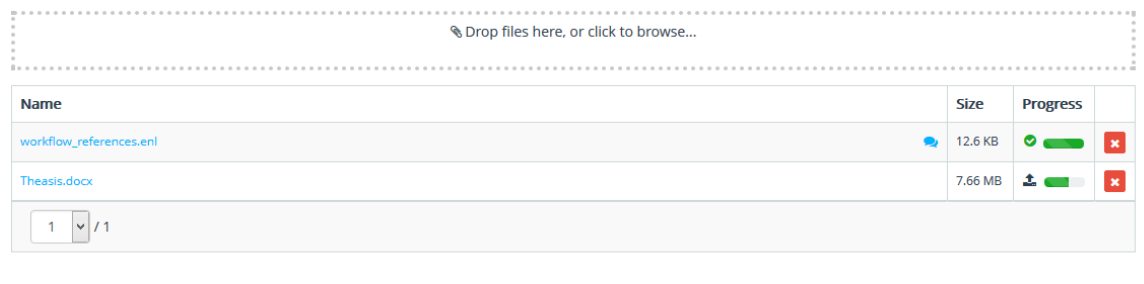 Drop files here, or click to browse...
Name Size Progress
workflow_references.enl 12.6 KB
Theasis.docx 7.66 MB
1 / 1